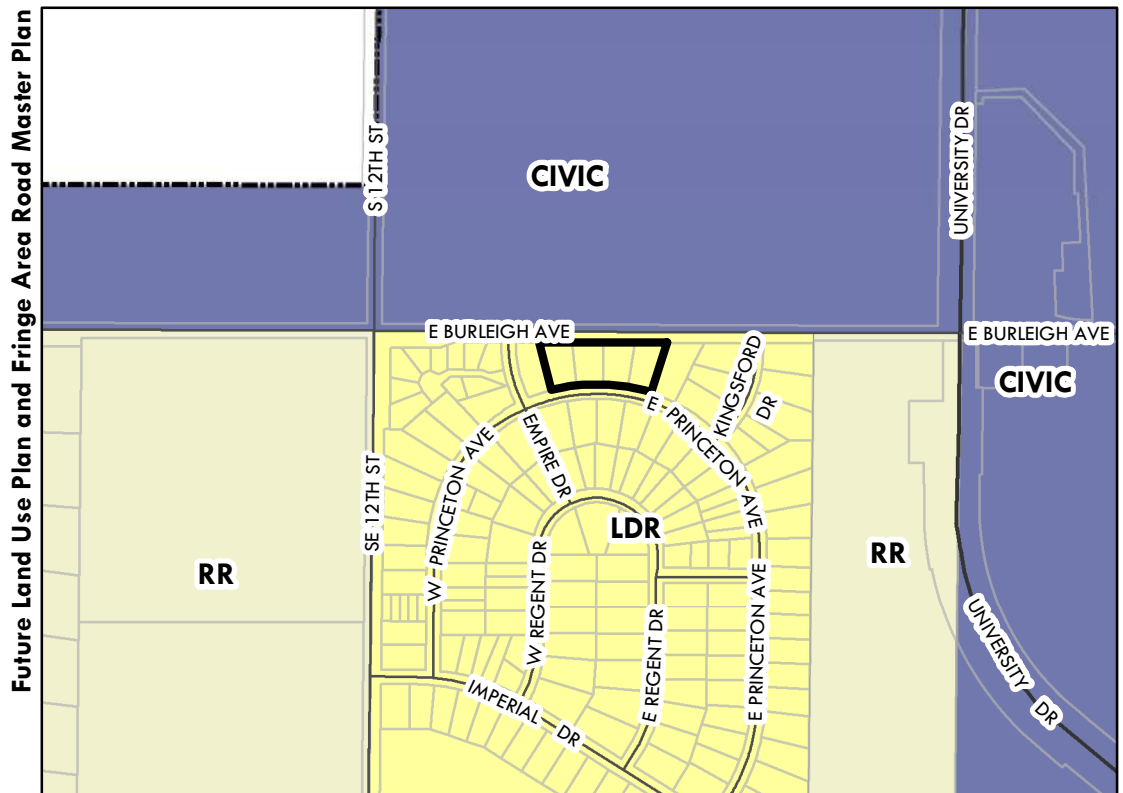 Future Land Use Plan and Fringe Area Road Master Plan
S 12TH ST
CIVIC
UNIVERSITY DR
E BURLEIGH AVE
E BURLEIGH AVE
CIVIC
KINGSFORD
DR
E PRINCETON AVE
EMPIRE DR
W PRINCETON AVE
SE 12TH ST
LDR
RR
RR
W REGENT DR
E REGENT DR
E PRINCETON AVE
UNIVERSITY DR
IMPERIAL DR